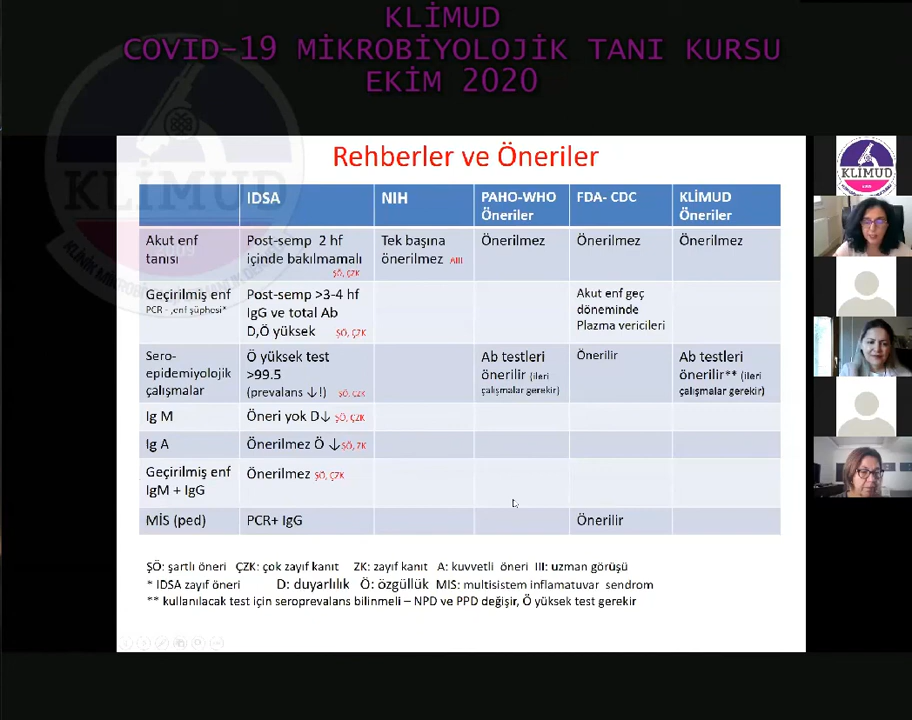 KLİMUD
COVID-19 MİKROBİYOLOJİK TANI KURSU
EKİM 2020
Rehberler ve Öneriler
IDSA
NIH
PAHO-WHO
Öneriler
FDA- CDC
KLİMUD
Öneriler
Akut enf
tanısı
Post-semp 2 hf
içinde bakılmamalı
ŞÖ, ÇZK
Tek başına
önerilmez AIII
Önerilmez
Önerilmez
Önerilmez
Geçirilmiş enf
PCR - ,enf şüphesi*
Post-semp >3-4 hf
IgG ve total Ab
D,Ö yüksek ŞÖ, ÇZK
Akut enf geç
döneminde
Plazma vericileri
Sero-
epidemiyolojik
çalışmalar
Ö yüksek test
>99.5
(prevalans ↓!) ŞÖ, ÇZK
Ab testleri
önerilir (ileri
çalışmalar gerekir)
Önerilir
Ab testleri
önerilir** (ileri
çalışmalar gerekir)
Ig M
Öneri yok D↓ ŞÖ, ÇZK
Ig A
Önerilmez Ö ↓ŞÖ, ZK
Geçirilmiş enf
IgM + IgG
Önerilmez ŞÖ, ÇZK
MİS (ped)
PCR+ IgG
Önerilir
ŞÖ: şartlı öneri ÇZK: çok zayıf kanıt ZK: zayıf kanıt A: kuvvetli öneri III: uzman görüşü
* IDSA zayıf öneri D: duyarlılık Ö: özgüllük MIS: multisistem inflamatuvar sendrom
** kullanılacak test için seroprevalans bilinmeli – NPD ve PPD değişir, Ö yüksek test gerekir
KLİMUD
KLİMUD